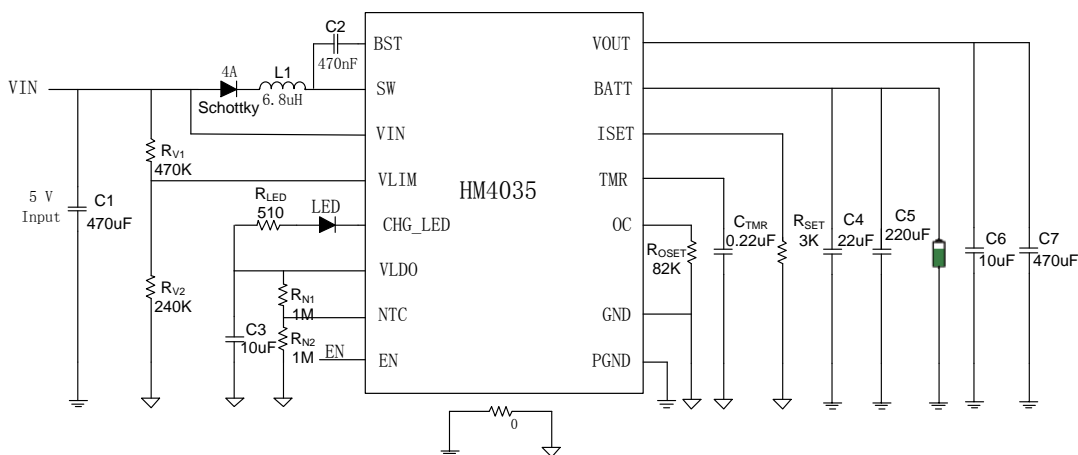 C2
470nF
BST
VOUT
4A
L1
VIN
SW
BATT
Schottky
6.8uH
VIN
ISET
RV1
470K
VLIM
TMR
HM4035
5 V
Input
C1
470uF
RLED
510
LED
CHG_LED
OC
CTMR
0.22uF
RSET
3K
C4
22uF
C5
220uF
C6
10uF
C7
470uF
ROSET
82K
VLDO
RV2
240K
RN1
1M
NTC
GND
C3
10uF
RN2
1M
EN
EN
PGND
0